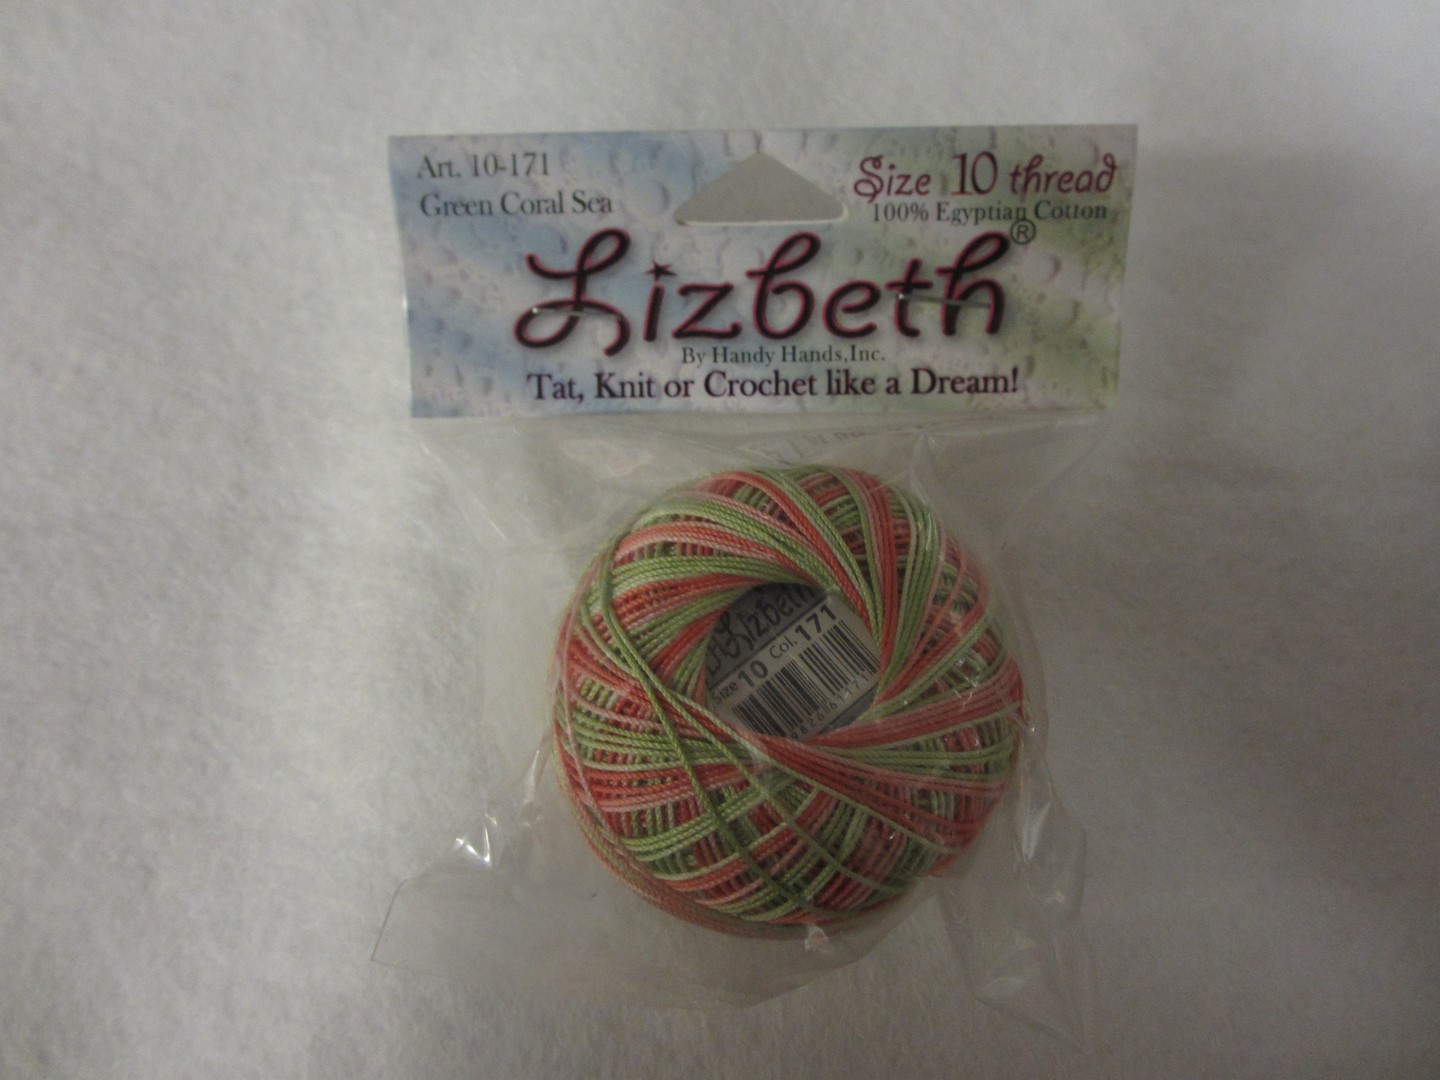 Art. 10-171
Green Coral Sea
Size 10 thread
100% Egyptian Cotton
Lizbeth®
By Handy Hands,Inc.
Tat, Knit or Crochet like a Dream!
Lizbeth
Size 10 Col. 171